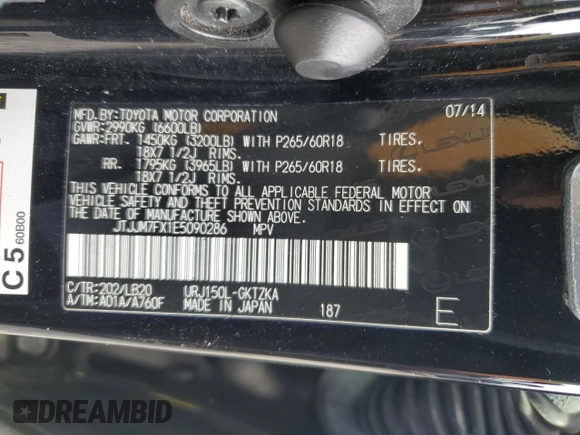 MFD.BY:TOYOTA MOTOR CORPORATION 07/14
GVWR:2990KG (6600LB)
GAWR:FRT. 1450KG (3200LB) WITH P265/60R18 TIRES.
18X7 1/2J RIMS.
RR. 1795KG (3965LB) WITH P265/60R18 TIRES.
18X7 1/2J RIMS.
THIS VEHICLE CONFORMS TO ALL APPLICABLE FEDERAL MOTOR
VEHICLE SAFETY AND THEFT PREVENTION STANDARDS IN EFFECT ON
THE DATE OF MANUFACTURE SHOWN ABOVE.
JTJJM7FX1E5090286 MPV
C/TR:202/LB20 URJ150L-GKTZKA
A/TM:A01A/A760F MADE IN JAPAN 187 E
C 5 60B00
LEXUS
DREAMBID